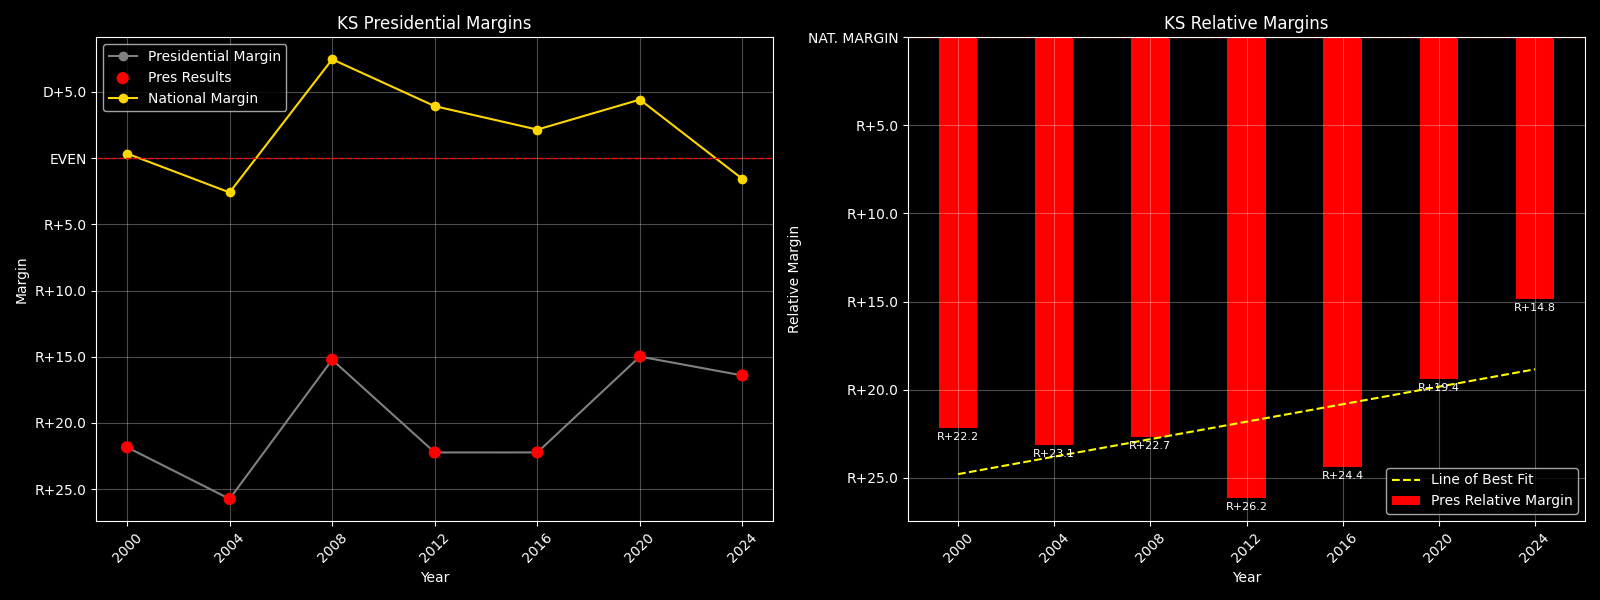 KS Presidential Margins
Presidential Margin
Pres Results
National Margin
D+5.0
EVEN
R+5.0
R+10.0
R+15.0
R+20.0
R+25.0
Margin
2000
2004
2008
2012
2016
2020
2024
Year
KS Relative Margins
NAT. MARGIN
R+5.0
R+10.0
R+15.0
R+20.0
R+25.0
Relative Margin
R+22.2
R+23.1
R+22.7
R+26.2
R+24.4
R+19.4
R+14.8
Line of Best Fit
Pres Relative Margin
2000
2004
2008
2012
2016
2020
2024
Year